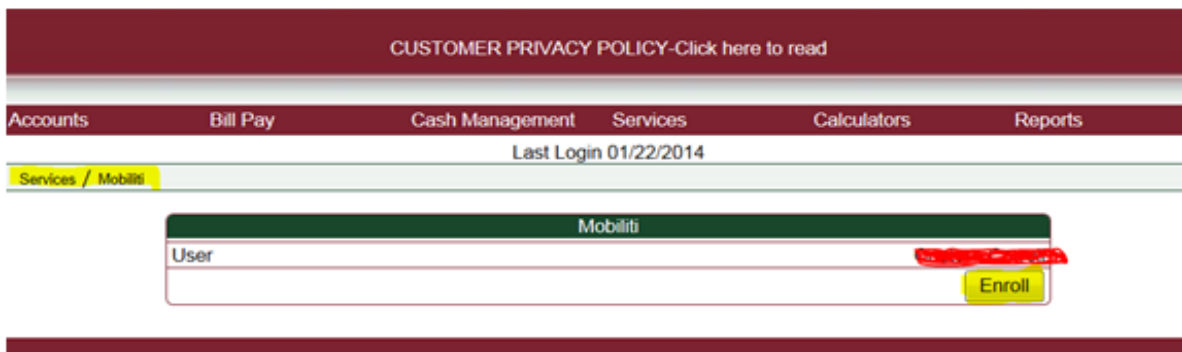 CUSTOMER PRIVACY POLICY-Click here to read
Accounts Bill Pay Cash Management Services Calculators Reports
Last Login 01/22/2014
Services / Mobiliti
Mobiliti
User
Enroll